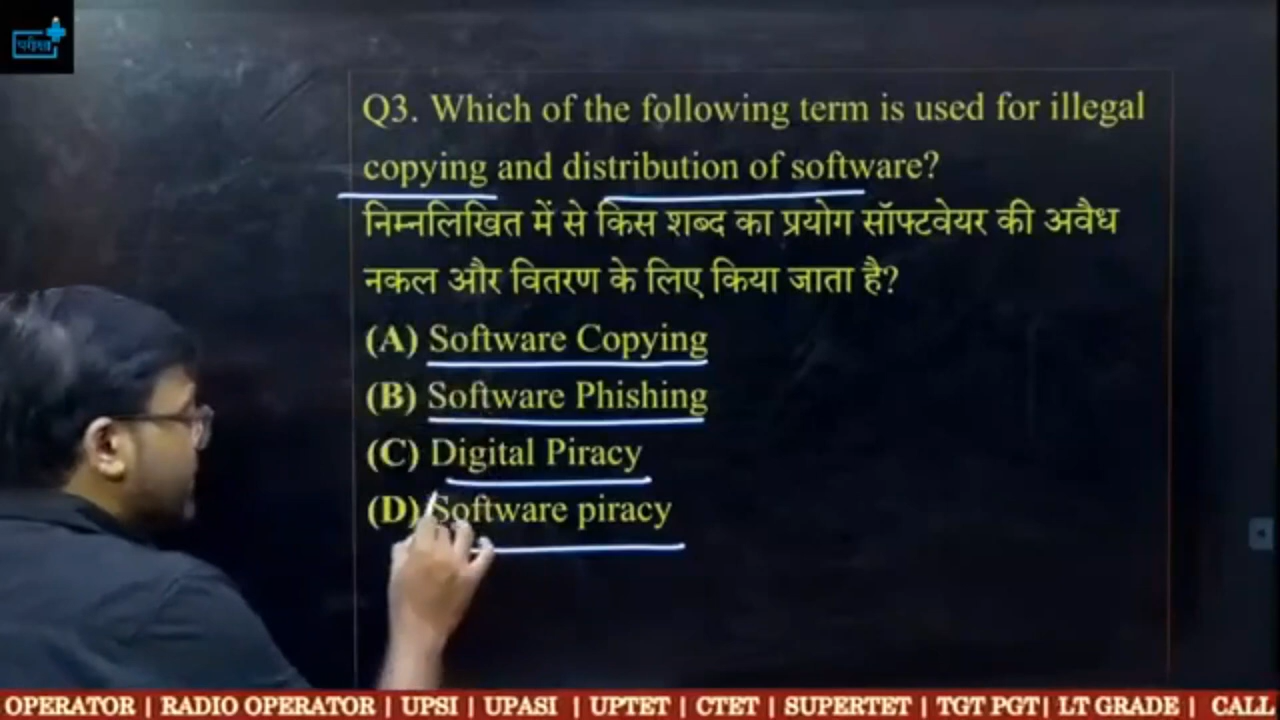 परीक्षा
Q3. Which of the following term is used for illegal
copying and distribution of software?
निम्नलिखित में से किस शब्द का प्रयोग सॉफ्टवेयर की अवैध
नकल और वितरण के लिए किया जाता है?
(A) Software Copying
(B) Software Phishing
(C) Digital Piracy
(D) Software piracy
OPERATOR | RADIO OPERATOR | UPSI | UPASI | UPTET | CTET | SUPERTET | TGT PGT | LT GRADE | CALL